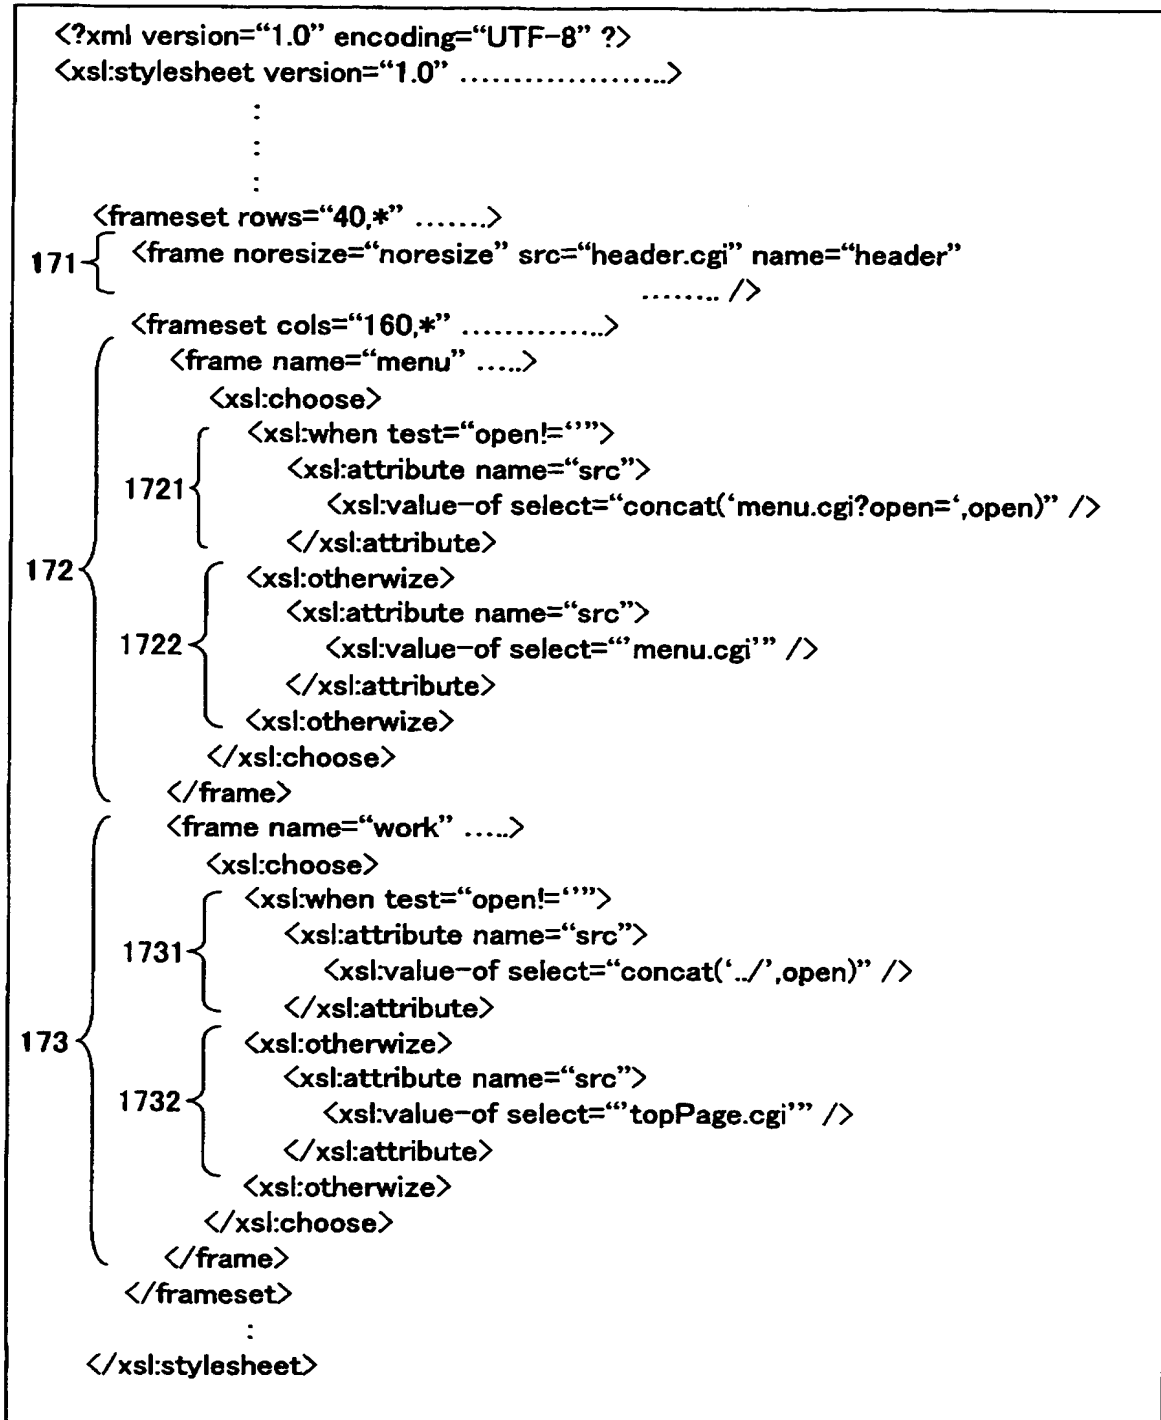 <?xml version=“1.0” encoding=“UTF-8” ?>
<xsl:stylesheet version=“1.0” ....................>
:
:
:
<frameset rows=“40,*” .......>
171 <frame noresize=“noresize” src=“header.cgi” name=“header”
........ />
<frameset cols=“160,*” ..............>
<frame name=“menu” .....>
<xsl:choose>
<xsl:when test=“open!=‘’”>
<xsl:attribute name=“src”>
1721 <xsl:value-of select=“concat(‘menu.cgi?open=‘,open)” />
</xsl:attribute>
172 <xsl:otherwize>
<xsl:attribute name=“src”>
1722 <xsl:value-of select=“’menu.cgi’” />
</xsl:attribute>
<xsl:otherwize>
</xsl:choose>
</frame>
<frame name=“work” .....>
<xsl:choose>
<xsl:when test=“open!=‘’”>
1731 <xsl:attribute name=“src”>
<xsl:value-of select=“concat(‘../’,open)” />
</xsl:attribute>
173 <xsl:otherwize>
<xsl:attribute name=“src”>
1732 <xsl:value-of select=“’topPage.cgi’” />
</xsl:attribute>
<xsl:otherwize>
</xsl:choose>
</frame>
</frameset>
:
</xsl:stylesheet>